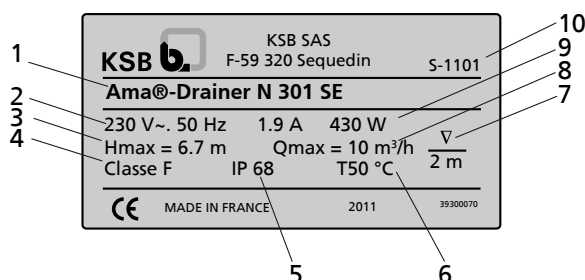 KSB b.
KSB SAS
F-59 320 Sequedin
S-1101
Ama®-Drainer N 301 SE
230 V~. 50 Hz 1.9 A 430 W
Hmax = 6.7 m Qmax = 10 m³/h
∇
2 m
Classe F IP 68 T50 °C
CE MADE IN FRANCE 2011 39300070
1
2
3
4
5
6
7
8
9
10